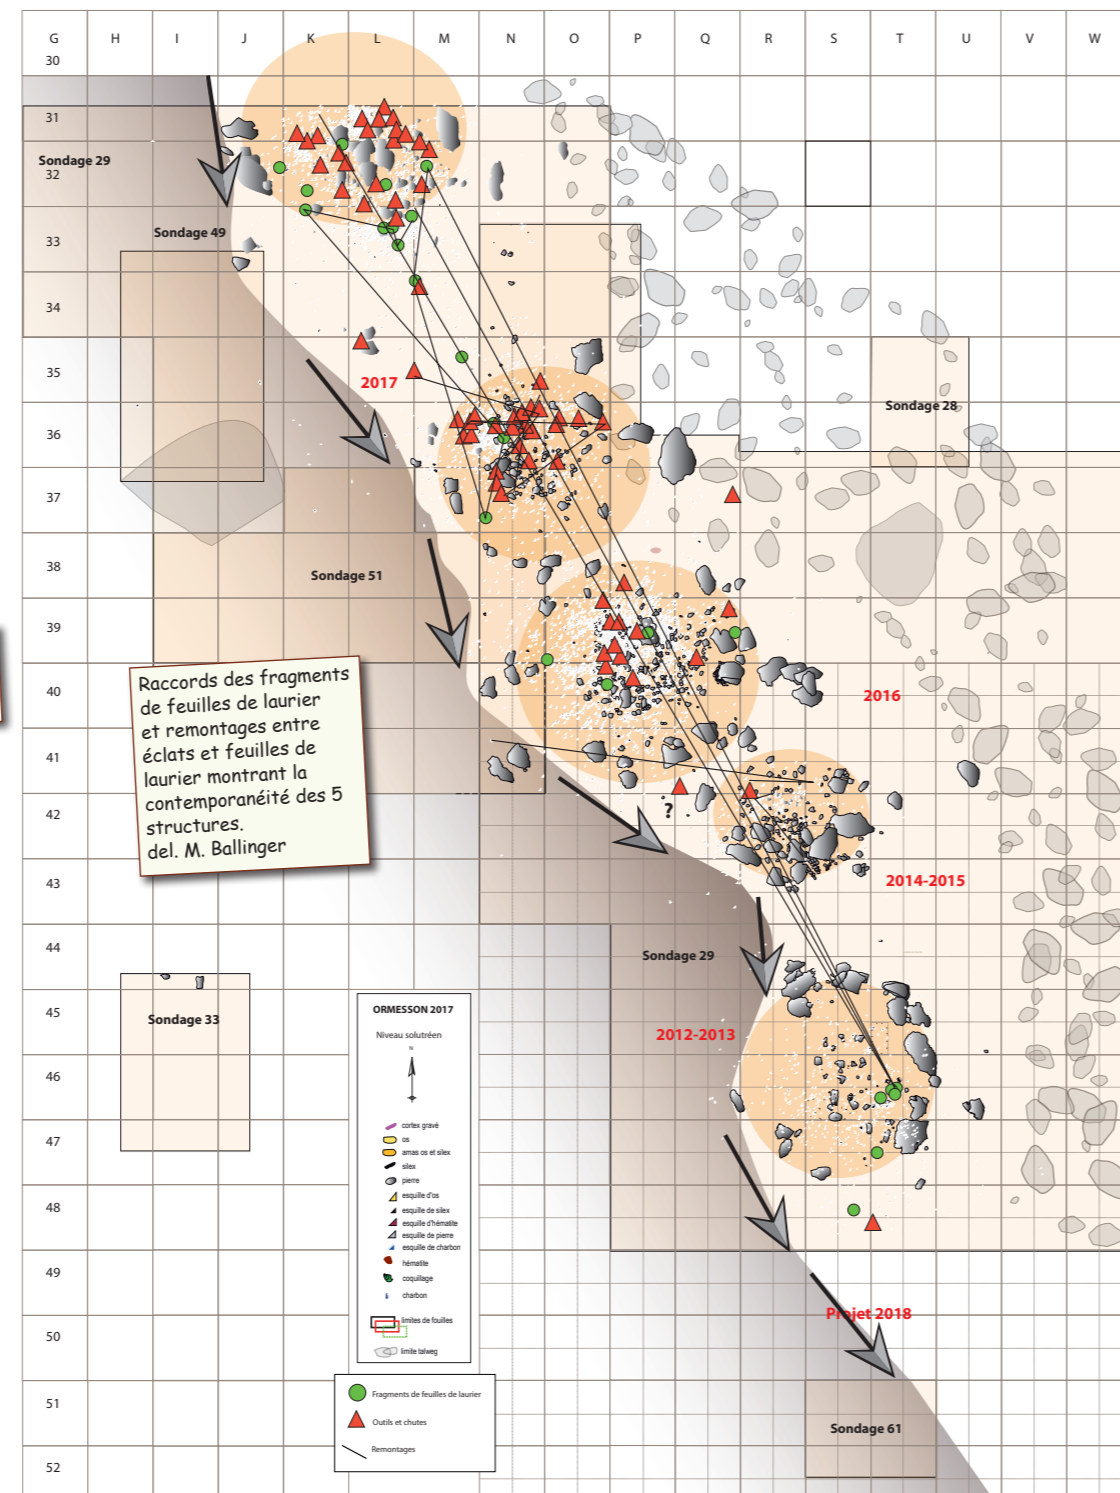 G H I J K L M N O P Q R S T U V W
30
31
Sondage 29
32
Sondage 49
33
34
35
2017
Sondage 28
36
37
38
Sondage 51
39
40
2016
Raccords des fragments
de feuilles de laurier
et remontages entre
éclats et feuilles de
laurier montrant la
contemporanéité des 5
structures.
del. M. Ballinger
41
42
?
43
2014-2015
44
Sondage 29
45
Sondage 33
2012-2013
46
47
48
49
50
51
52
Projet 2018
Sondage 61
ORMESSON 2017
Niveau solutréen
N
cortex gravé
os
amas os et silex
silex
pierre
esquille d'os
esquille de silex
esquille d'hématite
esquille de pierre
esquille de charbon
hématite
coquillage
charbon
limites de fouilles
limite talweg
Fragments de feuilles de laurier
Outils et chutes
Remontages